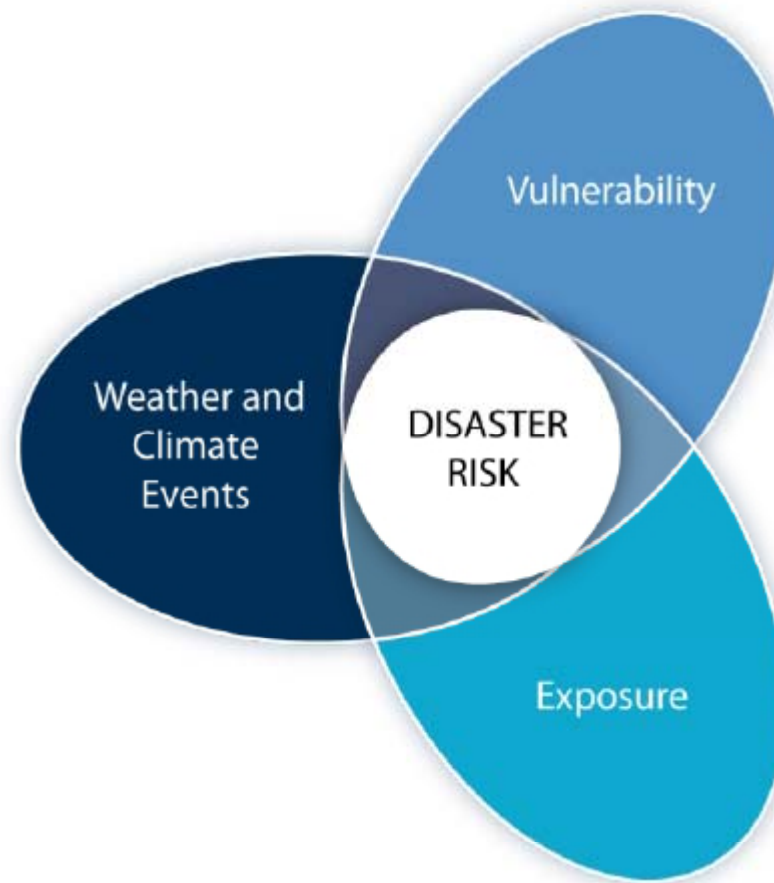 Vulnerability
Weather and
Climate
Events
DISASTER
RISK
Exposure